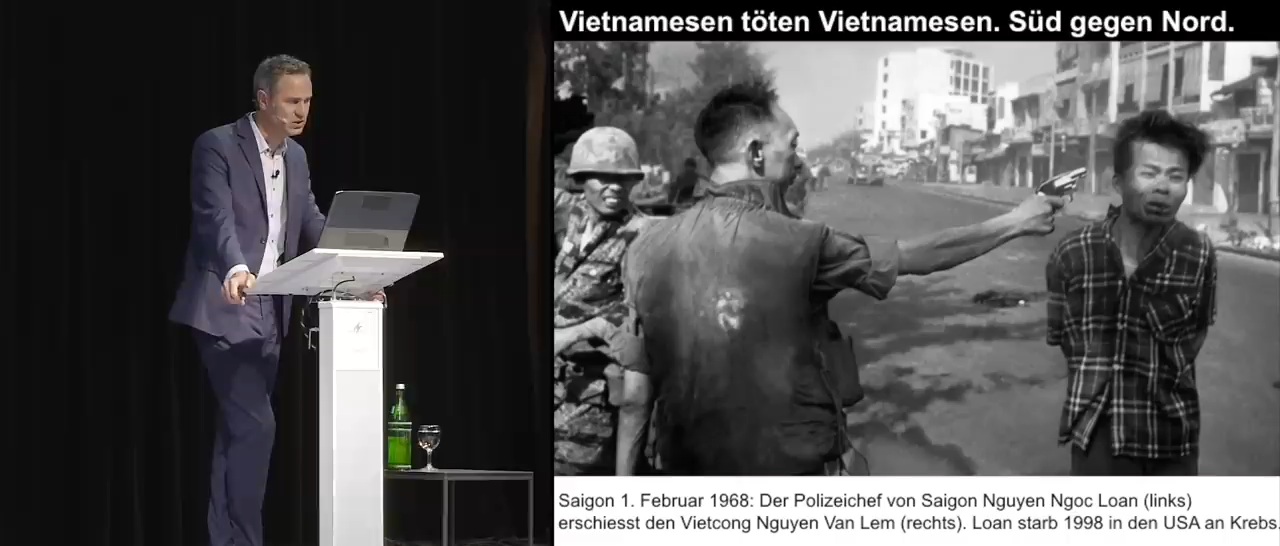 Vietnamesen töten Vietnamesen. Süd gegen Nord.
Saigon 1. Februar 1968: Der Polizeichef von Saigon Nguyen Ngoc Loan (links)
erschiesst den Vietcong Nguyen Van Lem (rechts). Loan starb 1998 in den USA an Krebs.